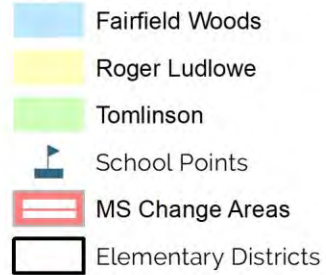 Fairfield Woods
Roger Ludlowe
Tomlinson
School Points
MS Change Areas
Elementary Districts